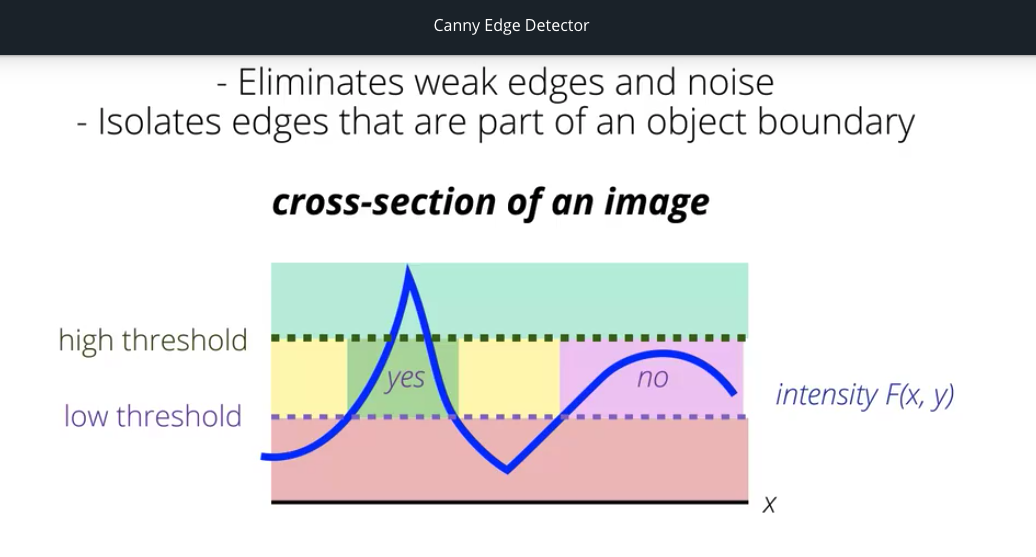 Canny Edge Detector
- Eliminates weak edges and noise
- Isolates edges that are part of an object boundary
cross-section of an image
high threshold
yes
no
low threshold
intensity F(x, y)
x